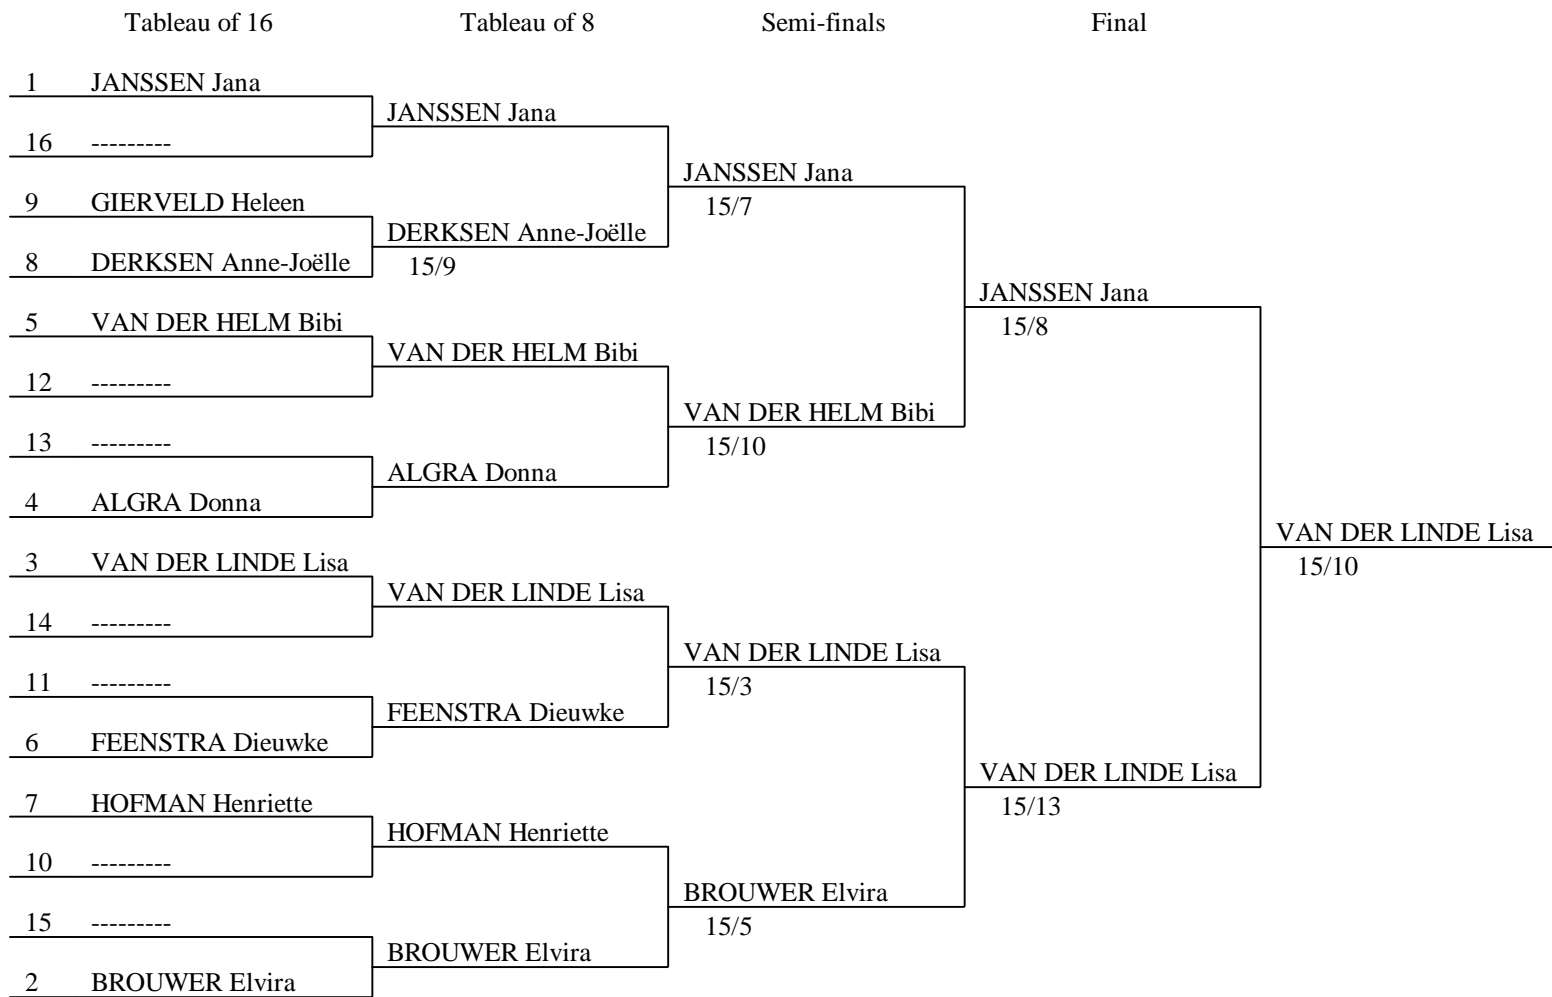 Tableau of 16 Tableau of 8 Semi-finals Final
1 JANSSEN Jana
JANSSEN Jana
16 ---------
JANSSEN Jana
9 GIERVELD Heleen
15/7
DERKSEN Anne-Joëlle
8 DERKSEN Anne-Joëlle
15/9
JANSSEN Jana
5 VAN DER HELM Bibi
15/8
VAN DER HELM Bibi
12 ---------
VAN DER HELM Bibi
13 ---------
15/10
ALGRA Donna
4 ALGRA Donna
VAN DER LINDE Lisa
3 VAN DER LINDE Lisa
15/10
VAN DER LINDE Lisa
14 ---------
VAN DER LINDE Lisa
11 ---------
15/3
FEENSTRA Dieuwke
6 FEENSTRA Dieuwke
VAN DER LINDE Lisa
7 HOFMAN Henriette
15/13
HOFMAN Henriette
10 ---------
BROUWER Elvira
15 ---------
15/5
BROUWER Elvira
2 BROUWER Elvira